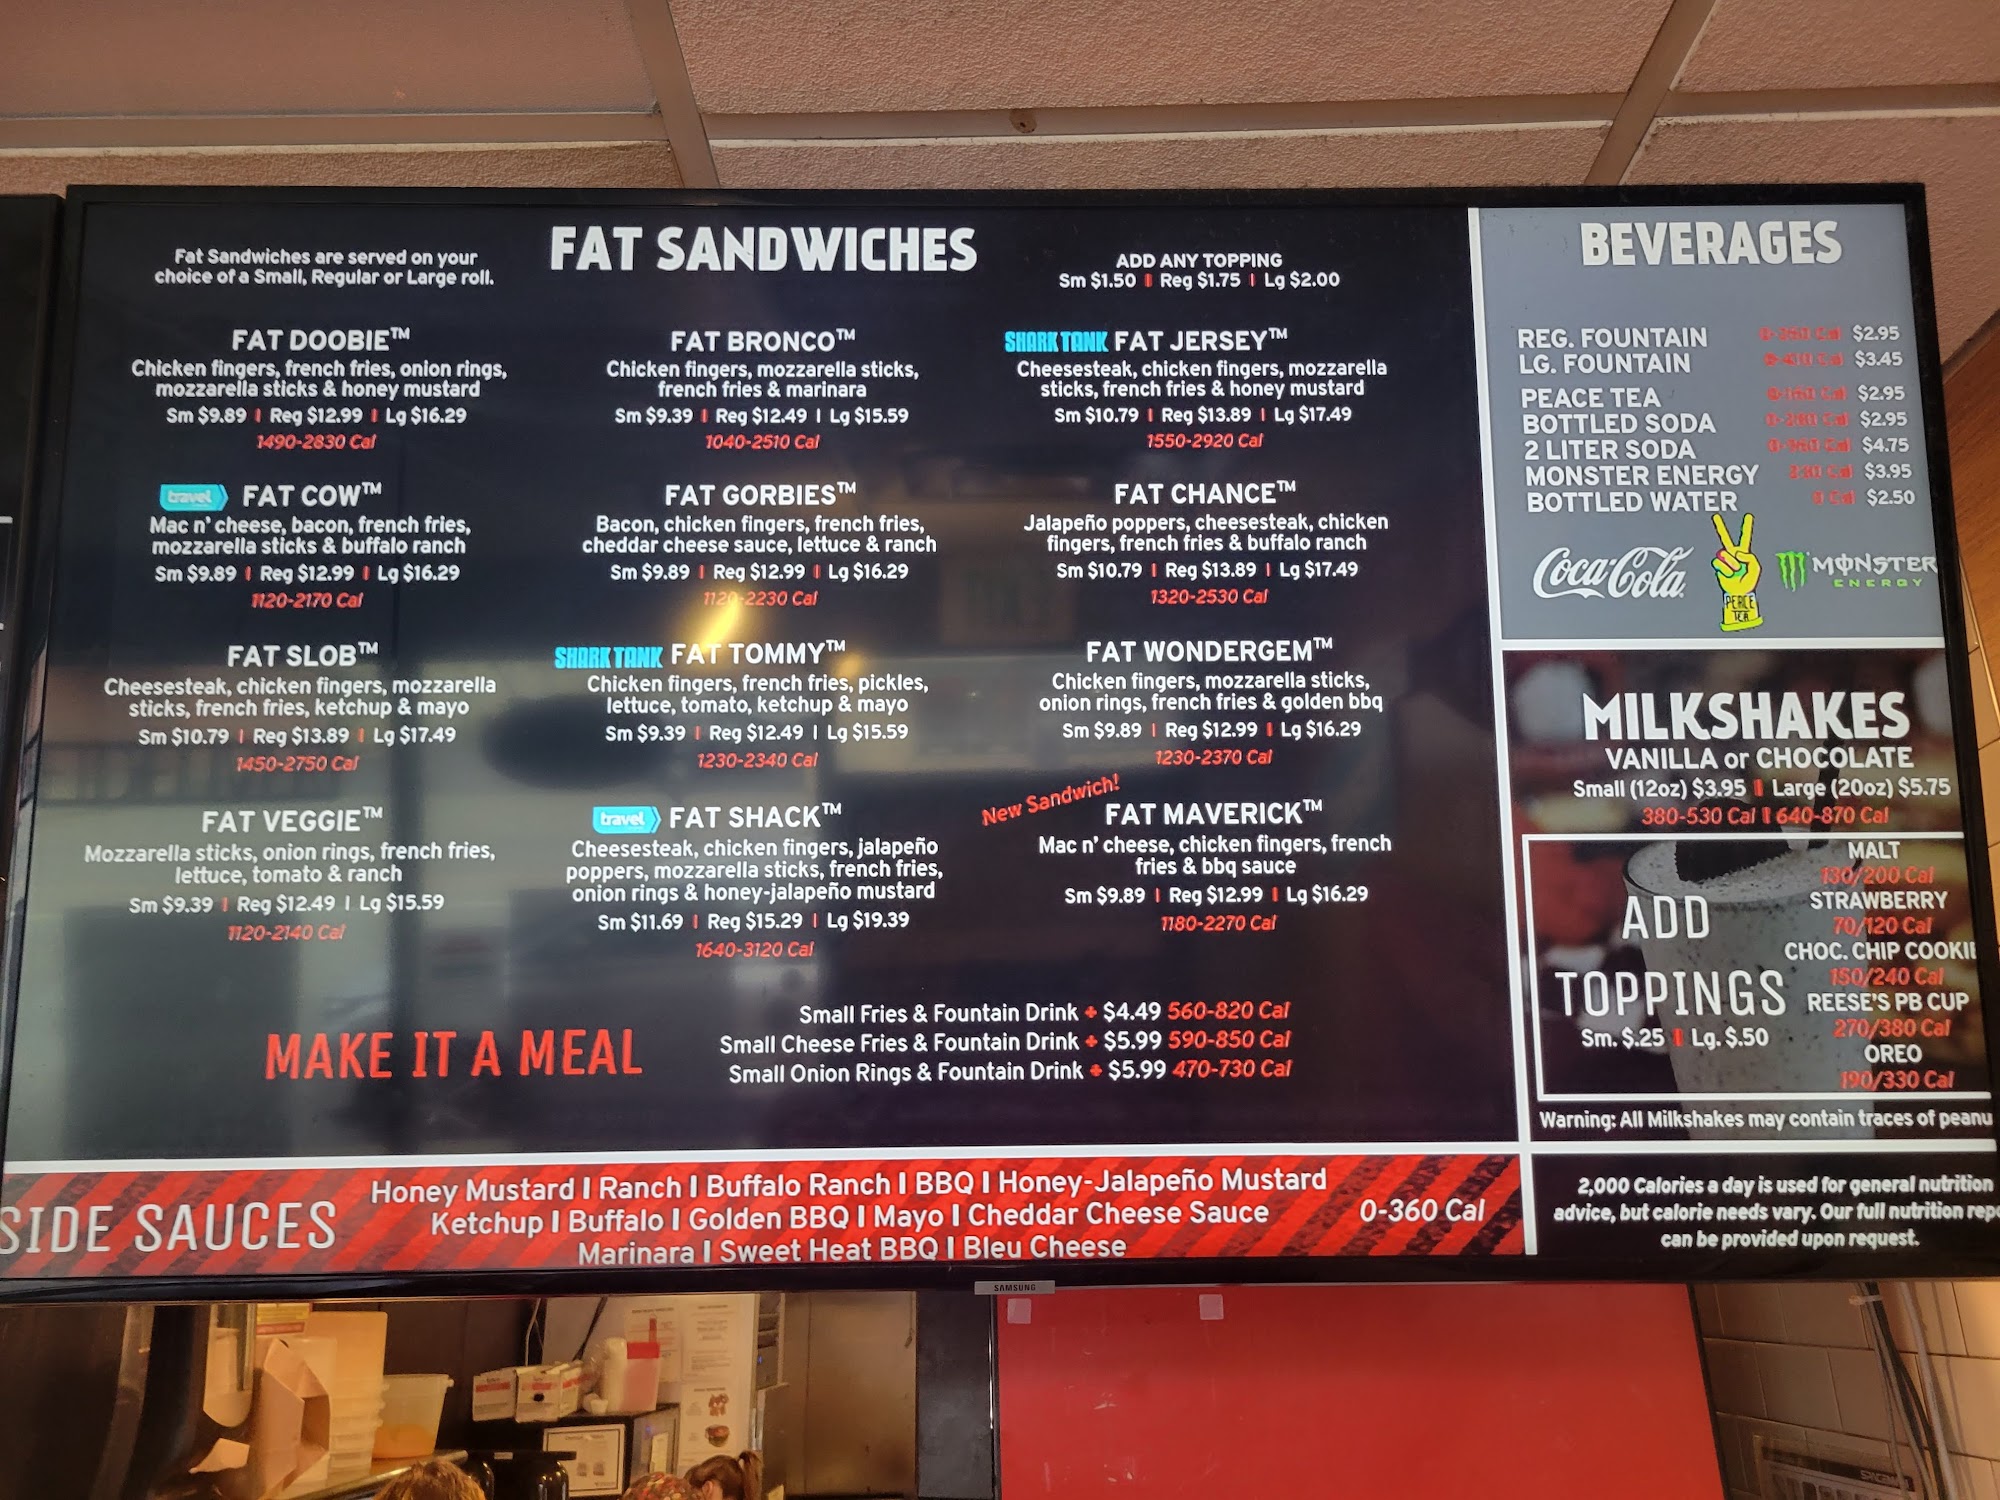 Fat Sandwiches are served on your
choice of a Small, Regular or Large roll.
FAT SANDWICHES
ADD ANY TOPPING
Sm $1.50 | Reg $1.75 | Lg $2.00
FAT DOOBIE™
Chicken fingers, french fries, onion rings,
mozzarella sticks & honey mustard
Sm $9.89 | Reg $12.99 | Lg $16.29
1490-2830 Cal
FAT BRONCO™
Chicken fingers, mozzarella sticks,
french fries & marinara
Sm $9.39 | Reg $12.49 | Lg $15.59
1040-2510 Cal
SHARK TANK FAT JERSEY™
Cheesesteak, chicken fingers, mozzarella
sticks, french fries & honey mustard
Sm $10.79 | Reg $13.89 | Lg $17.49
1550-2920 Cal
travel FAT COW™
Mac n' cheese, bacon, french fries,
mozzarella sticks & buffalo ranch
Sm $9.89 | Reg $12.99 | Lg $16.29
1120-2170 Cal
FAT GORBIES™
Bacon, chicken fingers, french fries,
cheddar cheese sauce, lettuce & ranch
Sm $9.89 | Reg $12.99 | Lg $16.29
1120-2230 Cal
FAT CHANCE™
Jalapeño poppers, cheesesteak, chicken
fingers, french fries & buffalo ranch
Sm $10.79 | Reg $13.89 | Lg $17.49
1320-2530 Cal
FAT SLOB™
Cheesesteak, chicken fingers, mozzarella
sticks, french fries, ketchup & mayo
Sm $10.79 | Reg $13.89 | Lg $17.49
1450-2750 Cal
SHARK TANK FAT TOMMY™
Chicken fingers, french fries, pickles,
lettuce, tomato, ketchup & mayo
Sm $9.39 | Reg $12.49 | Lg $15.59
1230-2340 Cal
FAT WONDERGEM™
Chicken fingers, mozzarella sticks,
onion rings, french fries & golden bbq
Sm $9.89 | Reg $12.99 | Lg $16.29
1230-2370 Cal
FAT VEGGIE™
Mozzarella sticks, onion rings, french fries,
lettuce, tomato & ranch
Sm $9.39 | Reg $12.49 | Lg $15.59
1120-2140 Cal
travel FAT SHACK™
Cheesesteak, chicken fingers, jalapeño
poppers, mozzarella sticks, french fries,
onion rings & honey-jalapeño mustard
Sm $11.69 | Reg $15.29 | Lg $19.39
1640-3120 Cal
New Sandwich!
FAT MAVERICK™
Mac n' cheese, chicken fingers, french
fries & bbq sauce
Sm $9.89 | Reg $12.99 | Lg $16.29
1180-2270 Cal
MAKE IT A MEAL
Small Fries & Fountain Drink + $4.49 560-820 Cal
Small Cheese Fries & Fountain Drink + $5.99 590-850 Cal
Small Onion Rings & Fountain Drink + $5.99 470-730 Cal
SIDE SAUCES
Honey Mustard | Ranch | Buffalo Ranch | BBQ | Honey-Jalapeño Mustard
Ketchup | Buffalo | Golden BBQ | Mayo | Cheddar Cheese Sauce
Marinara | Sweet Heat BBQ | Bleu Cheese
0-360 Cal
BEVERAGES
REG. FOUNTAIN $2.95
LG. FOUNTAIN $3.45
PEACE TEA $2.95
BOTTLED SODA $2.95
2 LITER SODA $4.75
MONSTER ENERGY $3.95
BOTTLED WATER 0 Cal $2.50
Coca-Cola
PEACE
TEA
MONSTER
ENERGY
MILKSHAKES
VANILLA or CHOCOLATE
Small (12oz) $3.95 | Large (20oz) $5.75
380-530 Cal | 640-870 Cal
ADD
TOPPINGS
Sm. $.25 | Lg. $.50
MALT
130/200 Cal
STRAWBERRY
70/120 Cal
CHOC. CHIP COOKIE
150/240 Cal
REESE'S PB CUP
270/380 Cal
OREO
190/330 Cal
Warning: All Milkshakes may contain traces of peanu
2,000 Calories a day is used for general nutrition
advice, but calorie needs vary. Our full nutrition repo
can be provided upon request.
SAMSUNG